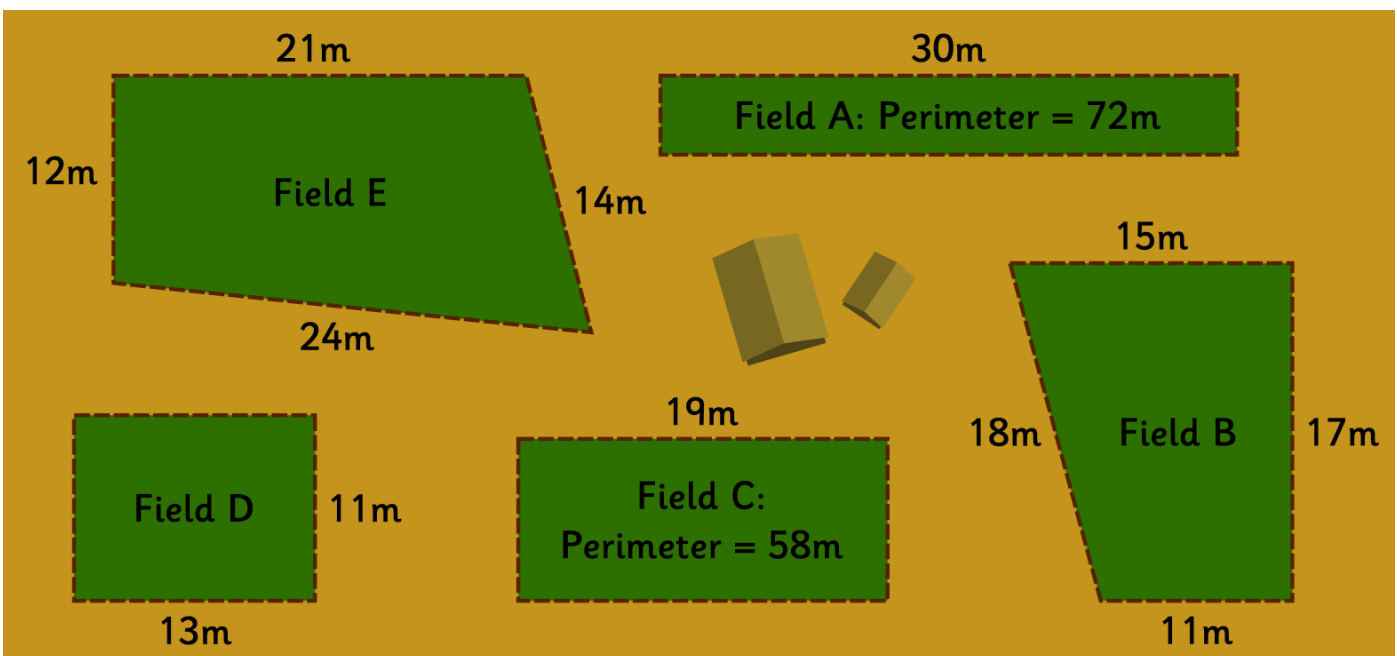 21m
30m
Field A: Perimeter = 72m
12m
Field E
14m
15m
24m
19m
18m
Field B
17m
Field D
11m
Field C:
Perimeter = 58m
13m
11m